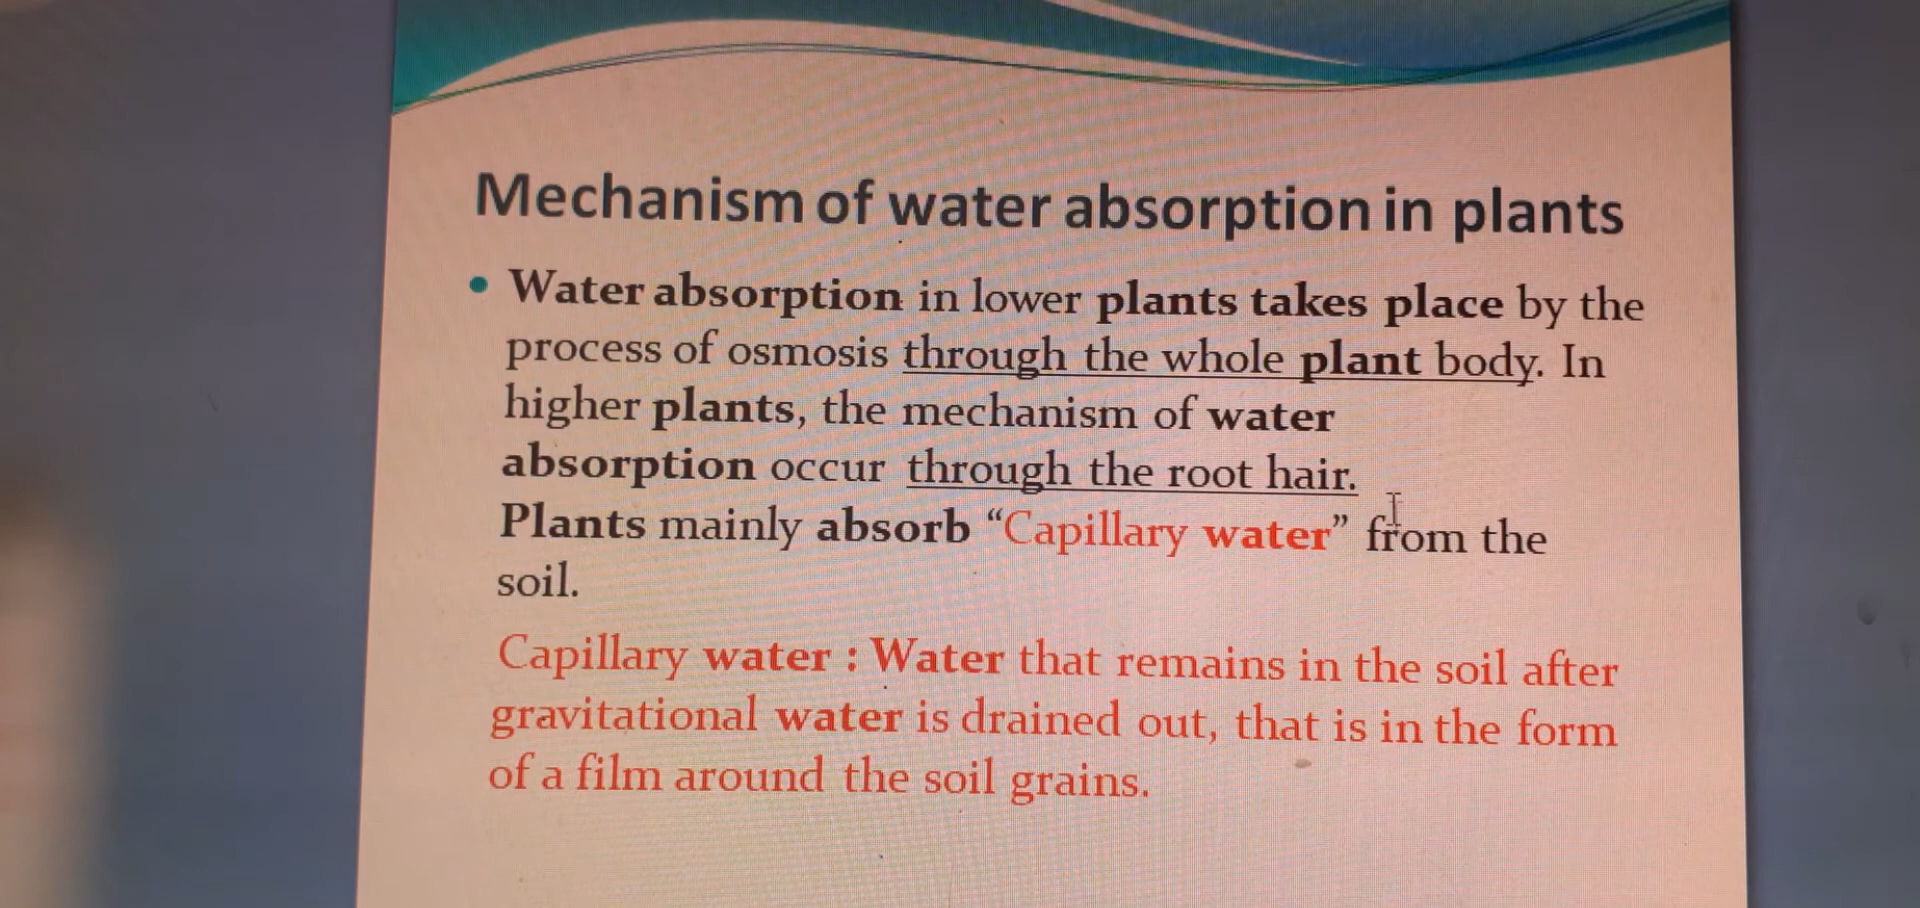 Mechanism of water absorption in plants
• Water absorption in lower plants takes place by the
process of osmosis through the whole plant body. In
higher plants, the mechanism of water
absorption occur through the root hair.
Plants mainly absorb “Capillary water” from the
soil.
Capillary water : Water that remains in the soil after
gravitational water is drained out, that is in the form
of a film around the soil grains.